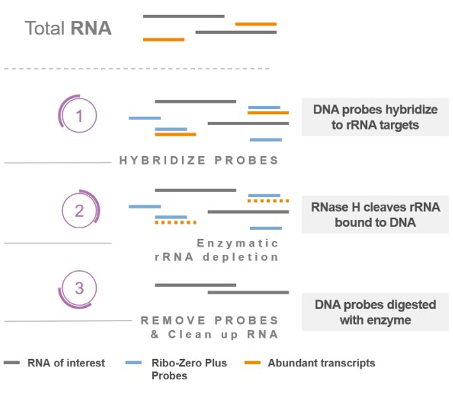 Total RNA
1
DNA probes hybridize
to rRNA targets
HYBRIDIZE PROBES
2
RNase H cleaves rRNA
bound to DNA
Enzymatic
rRNA depletion
3
DNA probes digested
with enzyme
REMOVE PROBES
& Clean up RNA
RNA of interest
Ribo-Zero Plus
Probes
Abundant transcripts